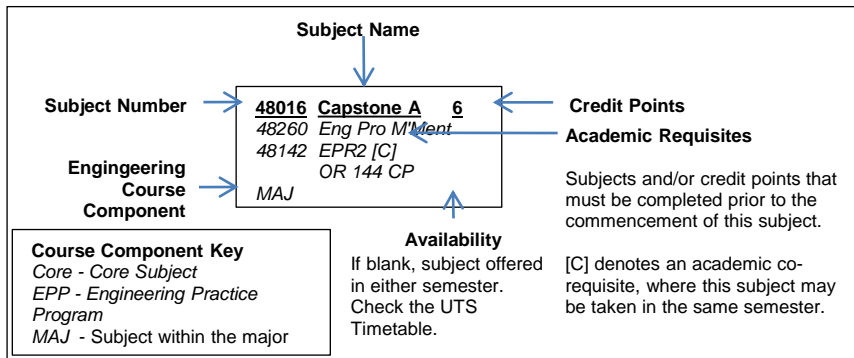 Subject Name
Subject Number
48016 Capstone A 6
48260 Eng Pro M'Ment
48142 EPR2 [C]
OR 144 CP
MAJ
Credit Points
Academic Requisites
Subjects and/or credit points that
must be completed prior to the
commencement of this subject.
[C] denotes an academic co-
requisite, where this subject may
be taken in the same semester.
Engingeering
Course
Component
Availability
If blank, subject offered
in either semester.
Check the UTS
Timetable.
Course Component Key
Core - Core Subject
EPP - Engineering Practice
Program
MAJ - Subject within the major